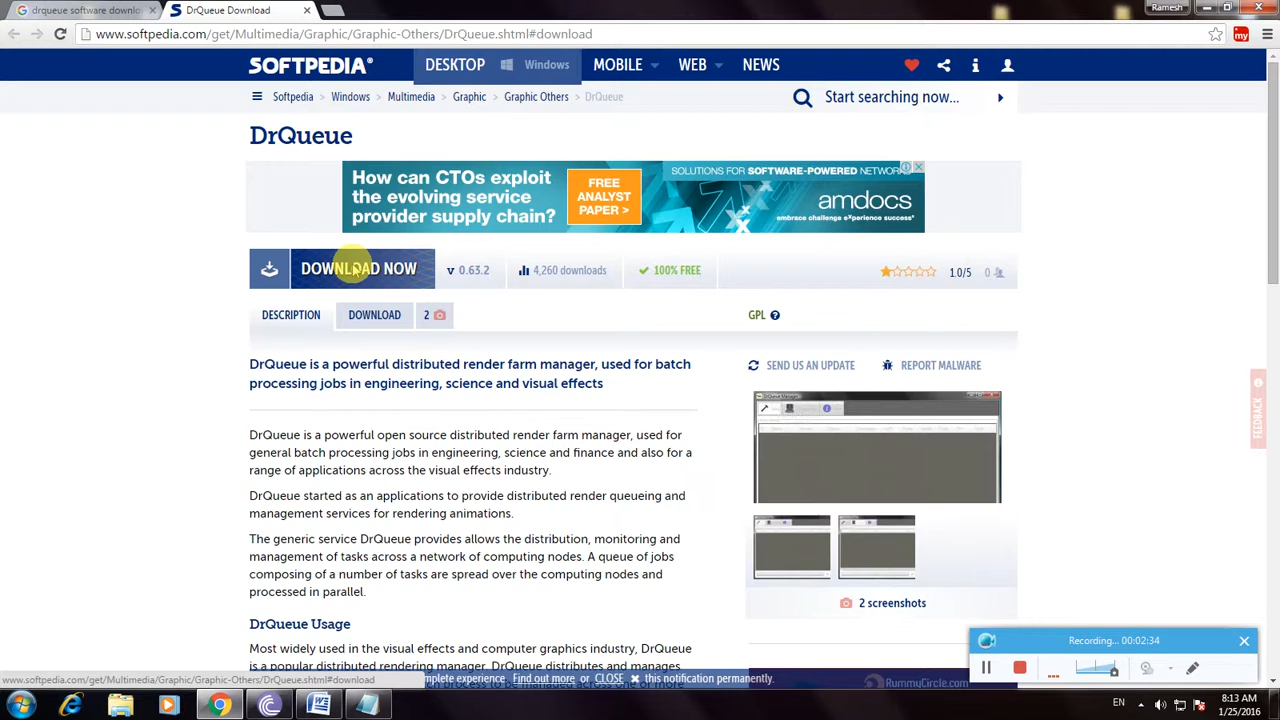 drqueue software downlo
DrQueue Download
Ramesh
www.softpedia.com/get/Multimedia/Graphic/Graphic-Others/DrQueue.shtml#download
SOFTPEDIA®
DESKTOP
Windows
MOBILE
WEB
NEWS
Softpedia
Windows
Multimedia
Graphic
Graphic Others
DrQueue
Start searching now...
DrQueue
How can CTOs exploit
the evolving service
provider supply chain?
FREE
ANALYST
PAPER >
SOLUTIONS FOR SOFTWARE-POWERED NETWORKS
amdocs
embrace challenge experience success®
DOWNLOAD NOW
v 0.63.2
4,260 downloads
100% FREE
1.0/5
0
DESCRIPTION
DOWNLOAD
2
GPL
DrQueue is a powerful distributed render farm manager, used for batch
processing jobs in engineering, science and visual effects
SEND US AN UPDATE
REPORT MALWARE
DrQueue is a powerful open source distributed render farm manager, used for
general batch processing jobs in engineering, science and finance and also for a
range of applications across the visual effects industry.
DrQueue started as an applications to provide distributed render queueing and
management services for rendering animations.
The generic service DrQueue provides allows the distribution, monitoring and
management of tasks across a network of computing nodes. A queue of jobs
composing of a number of tasks are spread over the computing nodes and
processed in parallel.
2 screenshots
DrQueue Usage
Most widely used in the visual effects and computer graphics industry, DrQueue
is a popular distributed rendering manager. DrQueue distributes and manages
FEEDBACK
Recording... 00:02:34
www.softpedia.com/get/Multimedia/Graphic/Graphic-Others/DrQueue.shtml#download
mplete experience. Find out more or CLOSE ✖ this notification permanently.
RummyCircle.com
EN
8:13 AM
1/25/2016